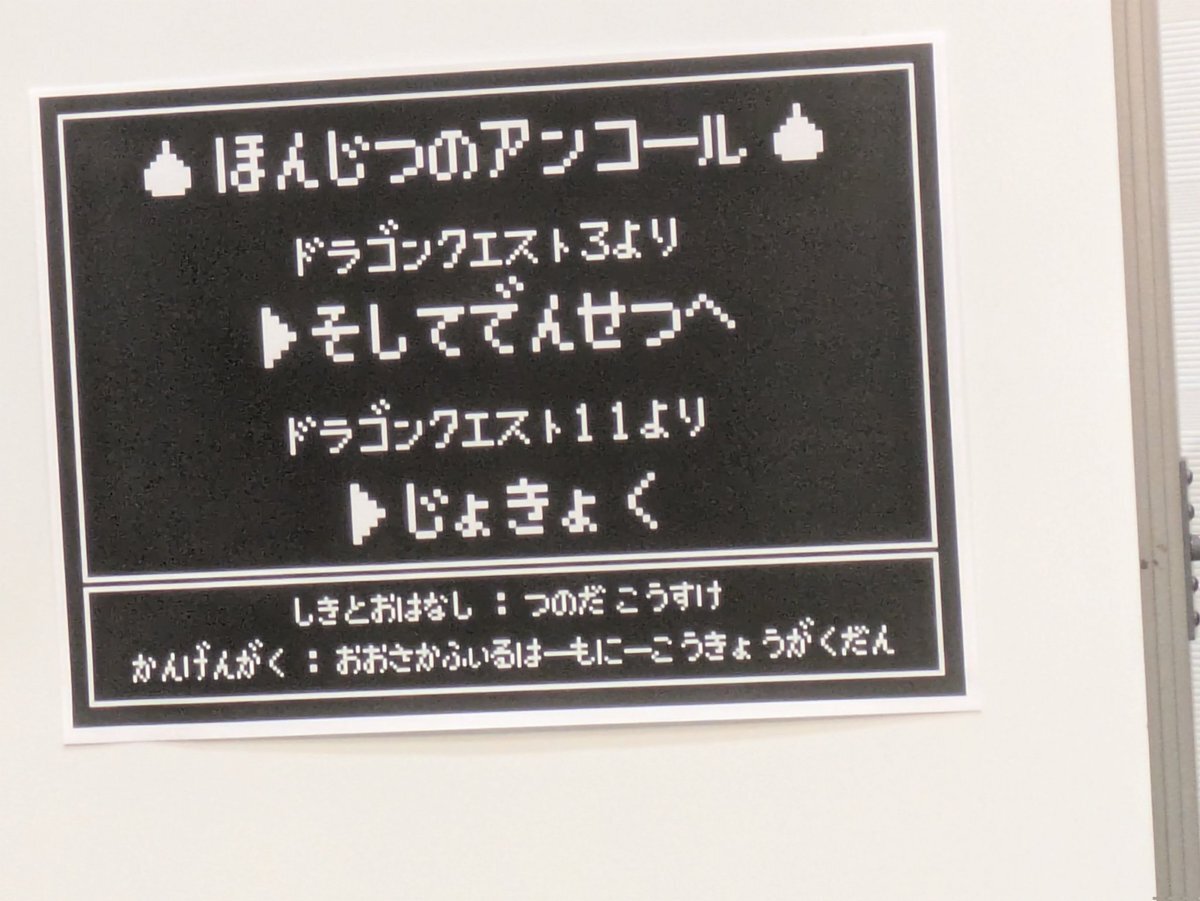 ほんじつのアンコール
ドラゴンクエスト3より
▶そしてでんせつへ
ドラゴンクエスト11より
▶じょきょく
しきとおはなし：つのだ こうすけ
かんげんがく：おおさかふぃるはーもにーこうきょうがくだん